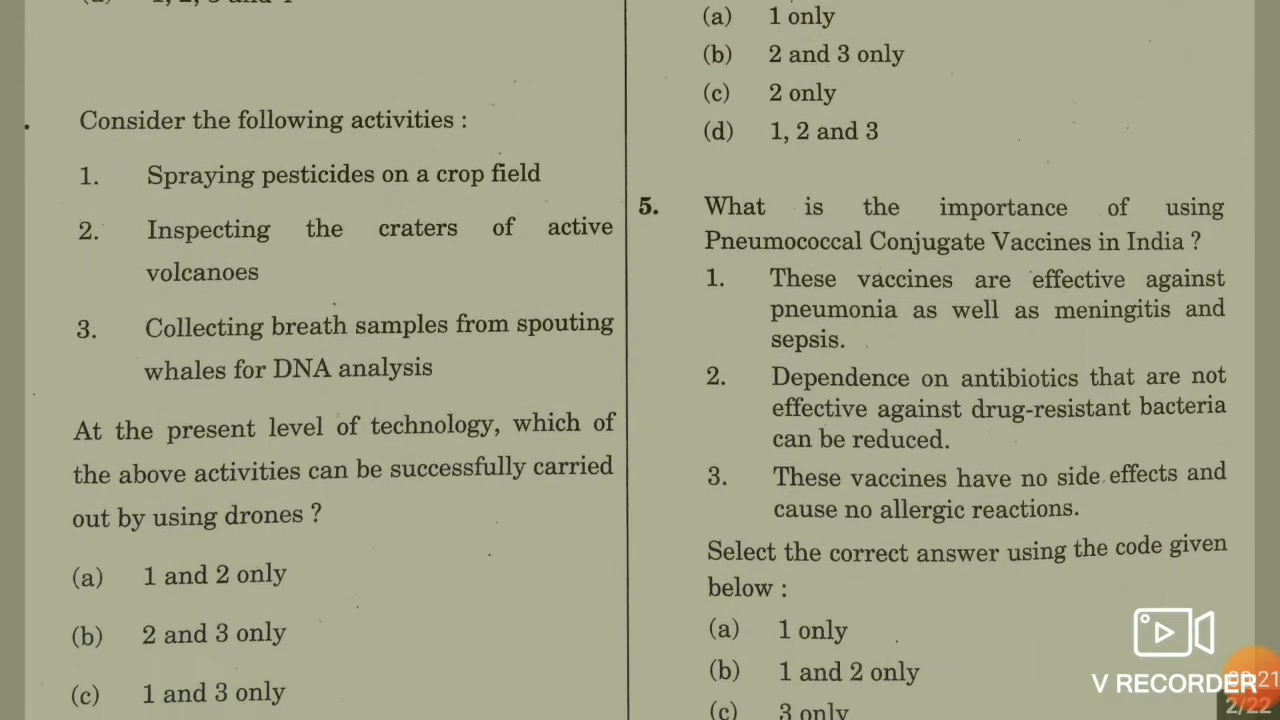 Consider the following activities :
1. Spraying pesticides on a crop field
2. Inspecting the craters of active
volcanoes
3. Collecting breath samples from spouting
whales for DNA analysis
At the present level of technology, which of
the above activities can be successfully carried
out by using drones ?
(a) 1 and 2 only
(b) 2 and 3 only
(c) 1 and 3 only
(a) 1 only
(b) 2 and 3 only
(c) 2 only
(d) 1, 2 and 3
5. What is the importance of using
Pneumococcal Conjugate Vaccines in India ?
1. These vaccines are effective against
pneumonia as well as meningitis and
sepsis.
2. Dependence on antibiotics that are not
effective against drug-resistant bacteria
can be reduced.
3. These vaccines have no side effects and
cause no allergic reactions.
Select the correct answer using the code given
below :
(a) 1 only
(b) 1 and 2 only
(c) 3 only
V RECORDER
2/22